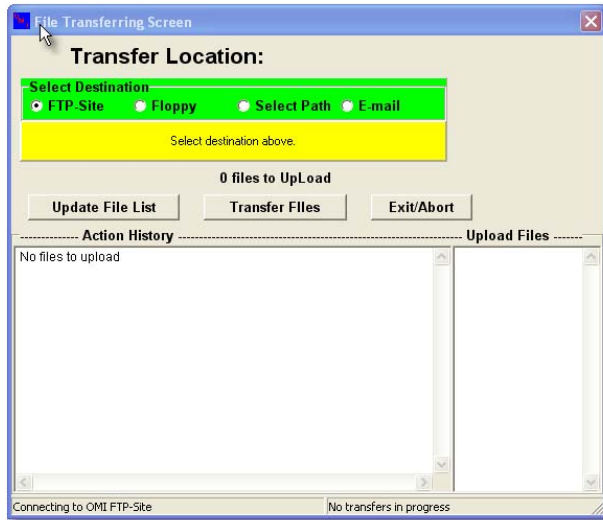 File Transferring Screen
Transfer Location:
Select Destination
FTP-Site Floppy Select Path E-mail
Select destination above.
0 files to UpLoad
Update File List Transfer FIles Exit/Abort
------------- Action History ------------------------------------------------------------- Upload Files -------
No files to upload
Connecting to OMI FTP-Site No transfers in progress